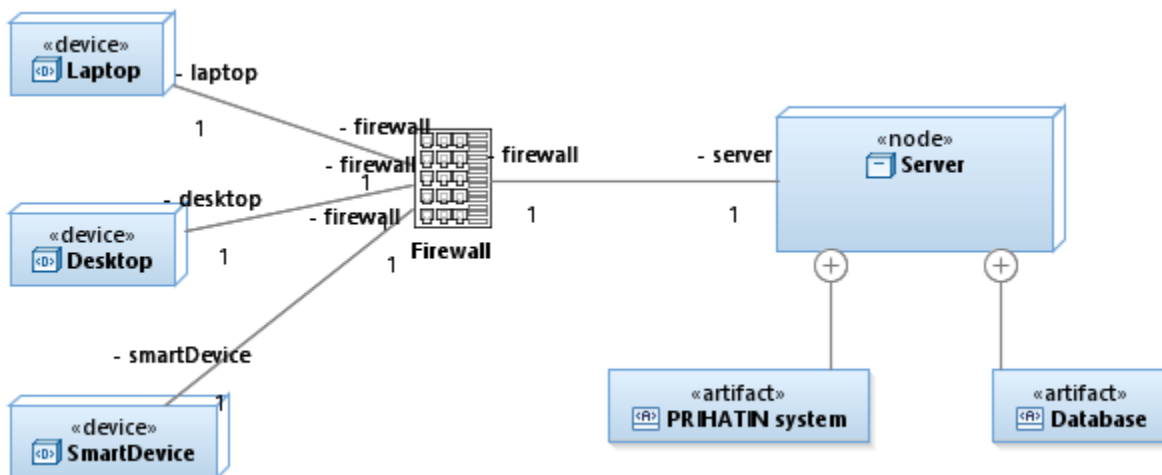 «device»
Laptop
- laptop
1
- firewall
1
«device»
Desktop
- desktop
1
- firewall
1
«device»
SmartDevice
- smartDevice
1
- firewall
1
Firewall
- firewall
1
- server
1
«node»
Server
«artifact»
PRIHATIN system
«artifact»
Database